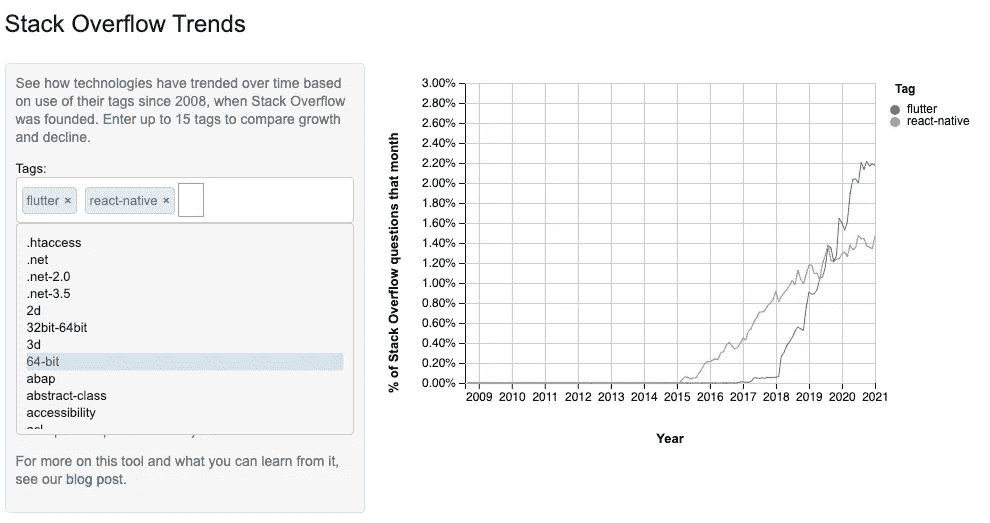 Stack Overflow Trends
See how technologies have trended over time based
on use of their tags since 2008, when Stack Overflow
was founded. Enter up to 15 tags to compare growth
and decline.
Tags:
flutter × react-native ×
.htaccess
.net
.net-2.0
.net-3.5
2d
32bit-64bit
3d
64-bit
abap
abstract-class
accessibility
For more on this tool and what you can learn from it,
see our blog post.
% of Stack Overflow questions that month
3.00%
2.80%
2.60%
2.40%
2.20%
2.00%
1.80%
1.60%
1.40%
1.20%
1.00%
0.80%
0.60%
0.40%
0.20%
0.00%
2009 2010 2011 2012 2013 2014 2015 2016 2017 2018 2019 2020 2021
Year
Tag
flutter
react-native